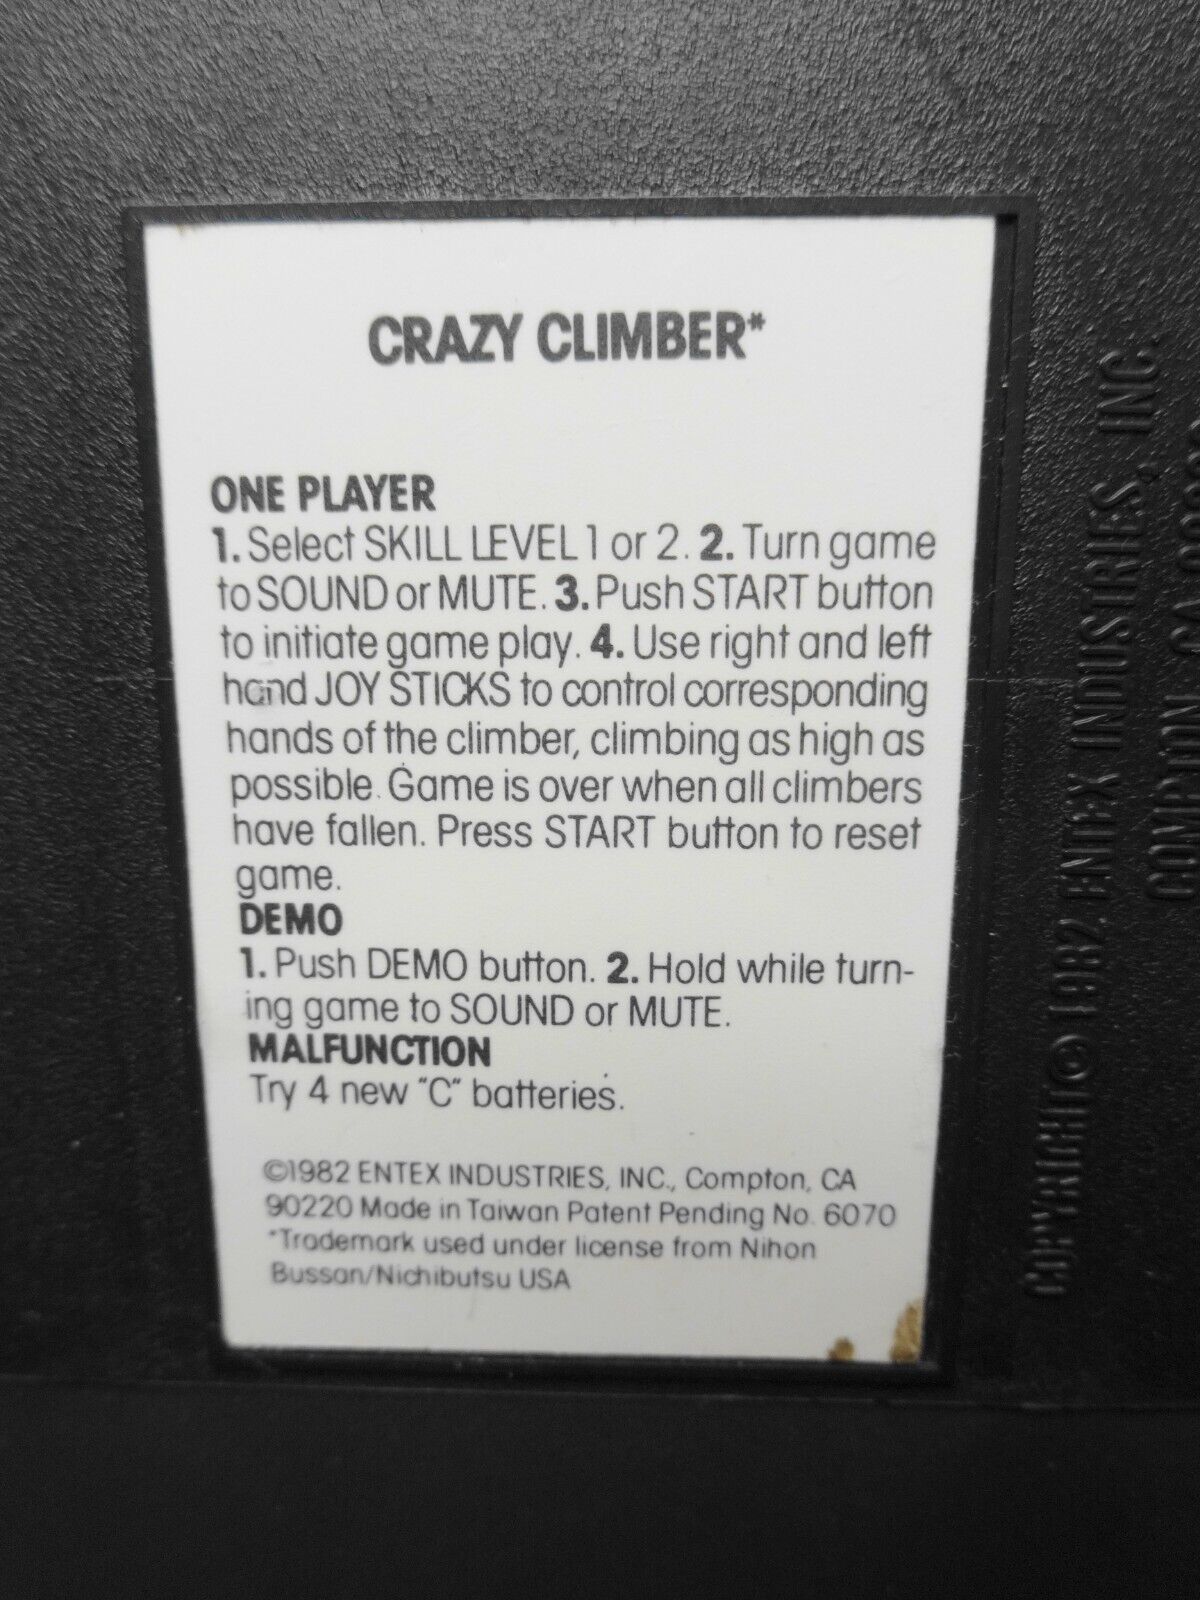 CRAZY CLIMBER*
ONE PLAYER
1. Select SKILL LEVEL 1 or 2. 2. Turn game
to SOUND or MUTE. 3. Push START button
to initiate game play. 4. Use right and left
hand JOY STICKS to control corresponding
hands of the climber, climbing as high as
possible. Game is over when all climbers
have fallen. Press START button to reset
game.
DEMO
1. Push DEMO button. 2. Hold while turn-
ing game to SOUND or MUTE.
MALFUNCTION
Try 4 new "C" batteries.
©1982 ENTEX INDUSTRIES, INC., Compton, CA
90220 Made in Taiwan Patent Pending No. 6070
*Trademark used under license from Nihon
Bussan/Nichibutsu USA
COPYRIGHT © 1982 ENTEX INDUSTRIES, INC.
COMPTON, CA